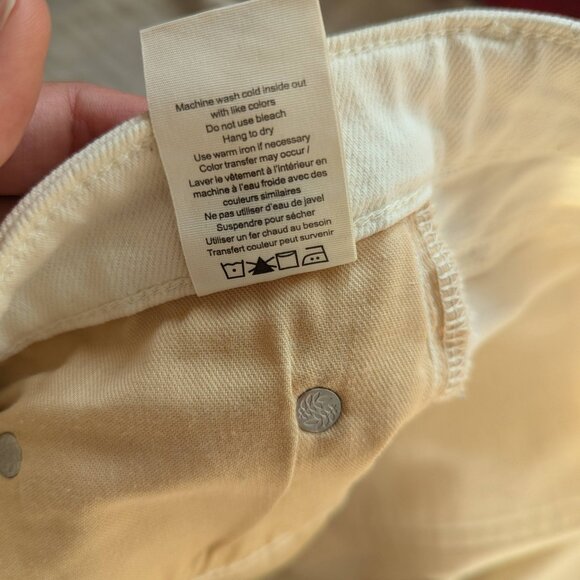 Machine wash cold inside out
with like colors
Do not use bleach
Hang to dry
Use warm iron if necessary
Color transfer may occur /
Laver le vêtement à l'intérieur en
machine à l'eau froide avec des
couleurs similaires
Ne pas utiliser d'eau de javel
Suspendre pour sécher
Utiliser un fer chaud au besoin
Transfert couleur peut survenir